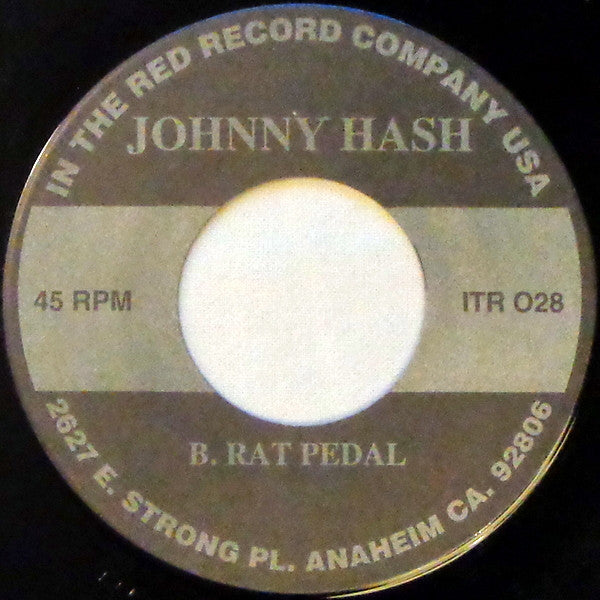 IN THE RED RECORD COMPANY USA
JOHNNY HASH
45 RPM
ITR O28
B. RAT PEDAL
2627 E. STRONG PL. ANAHEIM CA. 92806